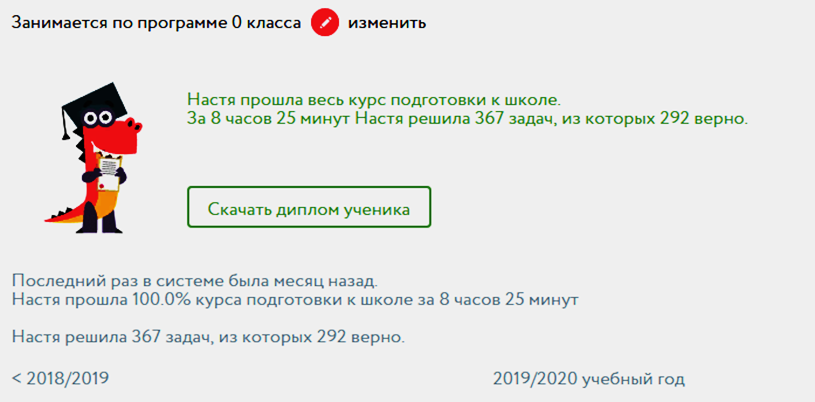 Занимается по программе 0 класса изменить
Настя прошла весь курс подготовки к школе.
За 8 часов 25 минут Настя решила 367 задач, из которых 292 верно.
Скачать диплом ученика
Последний раз в системе была месяц назад.
Настя прошла 100.0% курса подготовки к школе за 8 часов 25 минут
Настя решила 367 задач, из которых 292 верно.
< 2018/2019 2019/2020 учебный год